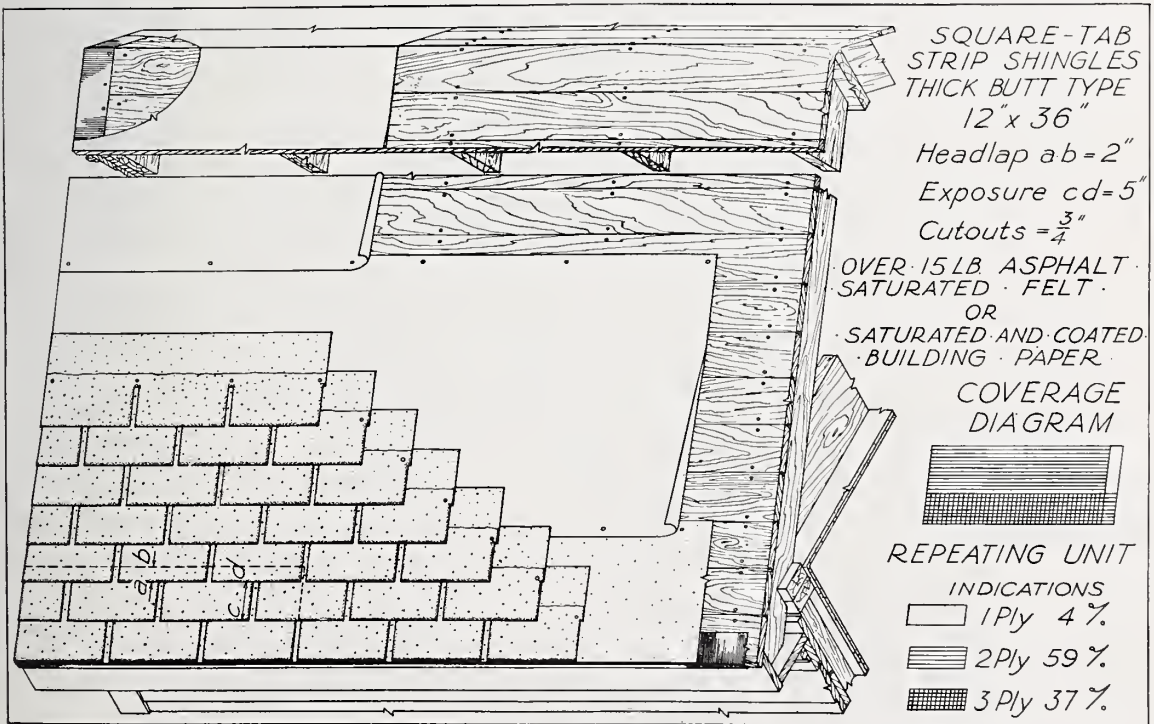 SQUARE-TAB
STRIP SHINGLES
THICK BUTT TYPE
12" x 36"
Headlap a-b = 2"
Exposure cd = 5"
Cutouts = 3/4"
OVER · 15 LB. ASPHALT ·
SATURATED · FELT ·
OR
· SATURATED · AND · COATED ·
BUILDING · PAPER ·
COVERAGE
DIAGRAM
REPEATING UNIT
INDICATIONS
1 Ply 4 %.
2 Ply 59 %.
3 Ply 37 %.
a b
c d